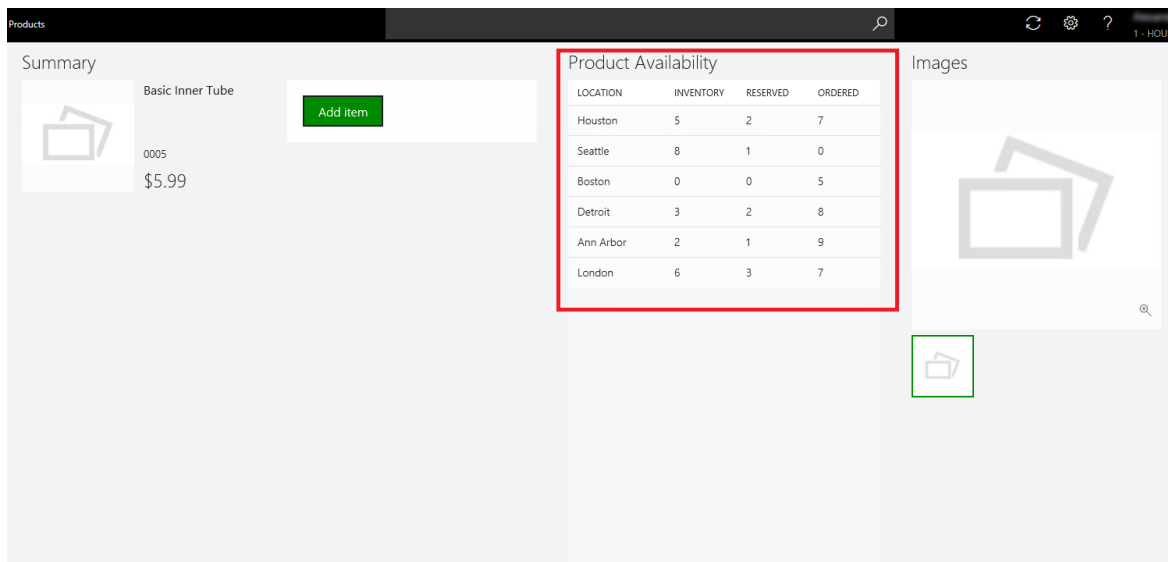 Products
?
1 - HOU
Summary
Basic Inner Tube
Add item
0005
$5.99
Product Availability
LOCATION INVENTORY RESERVED ORDERED
Houston 5 2 7
Seattle 8 1 0
Boston 0 0 5
Detroit 3 2 8
Ann Arbor 2 1 9
London 6 3 7
Images